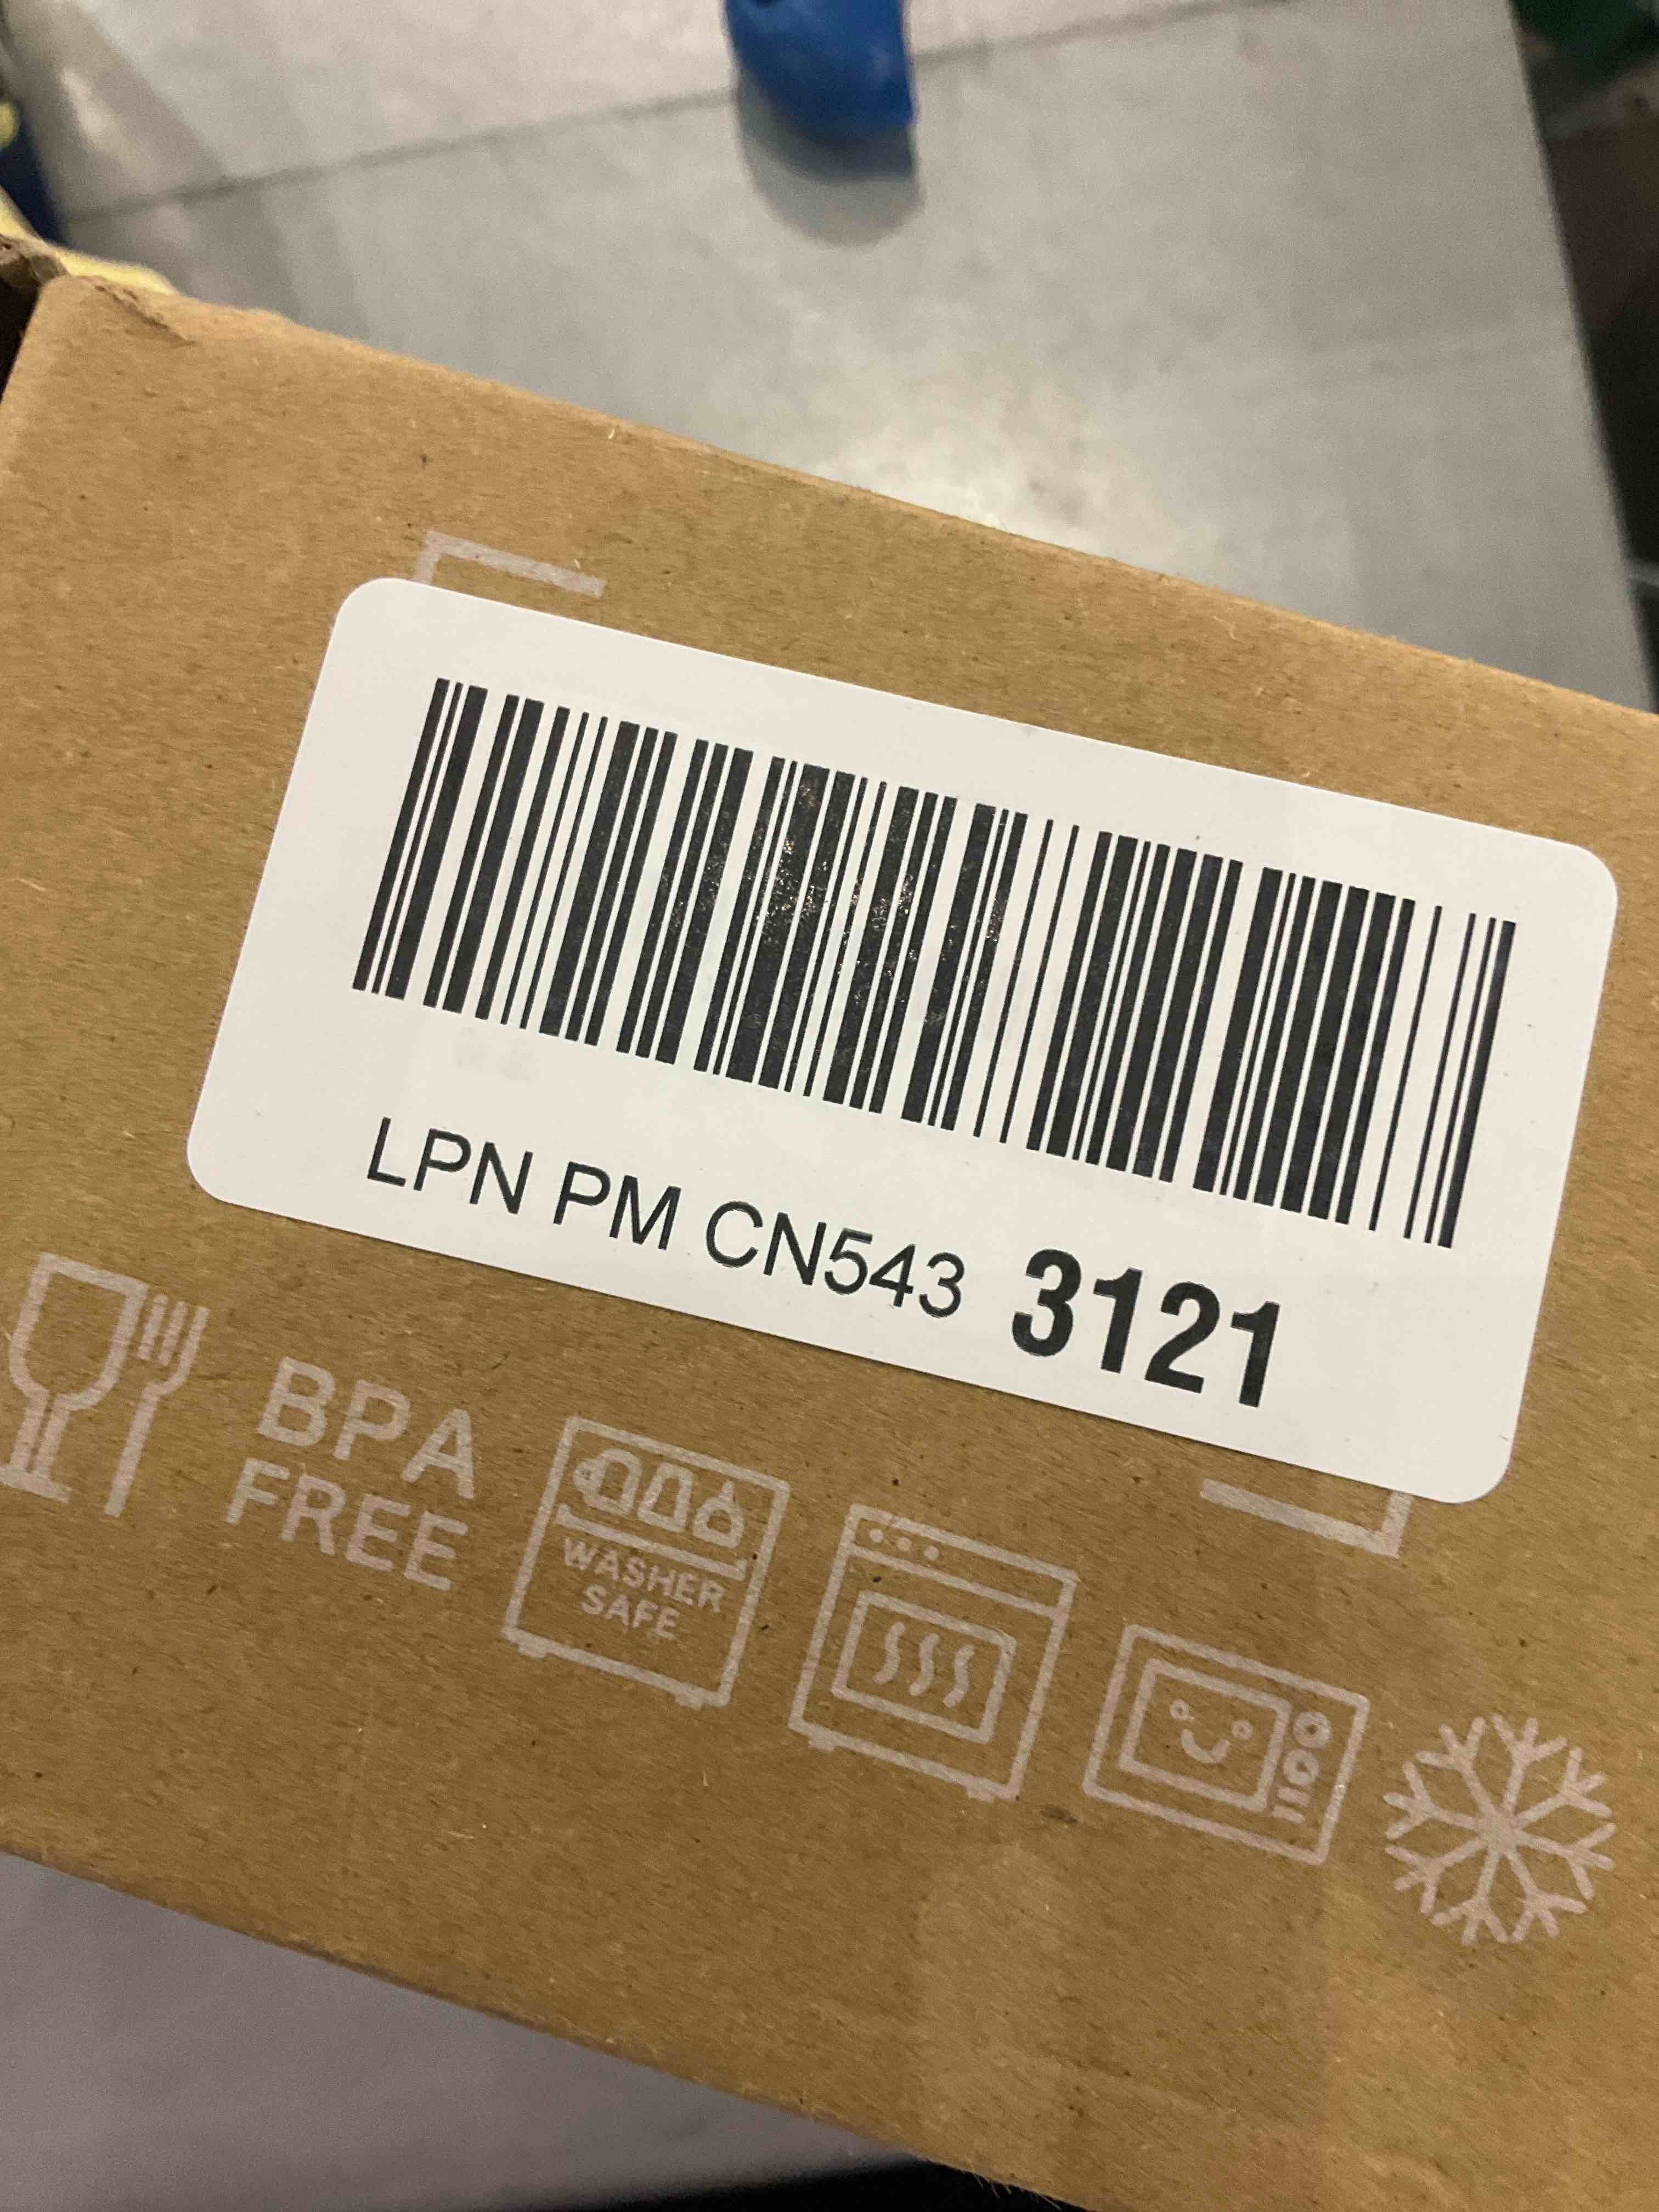 LPN PM CN543 3121
BPA
FREE
WASHER
SAFE